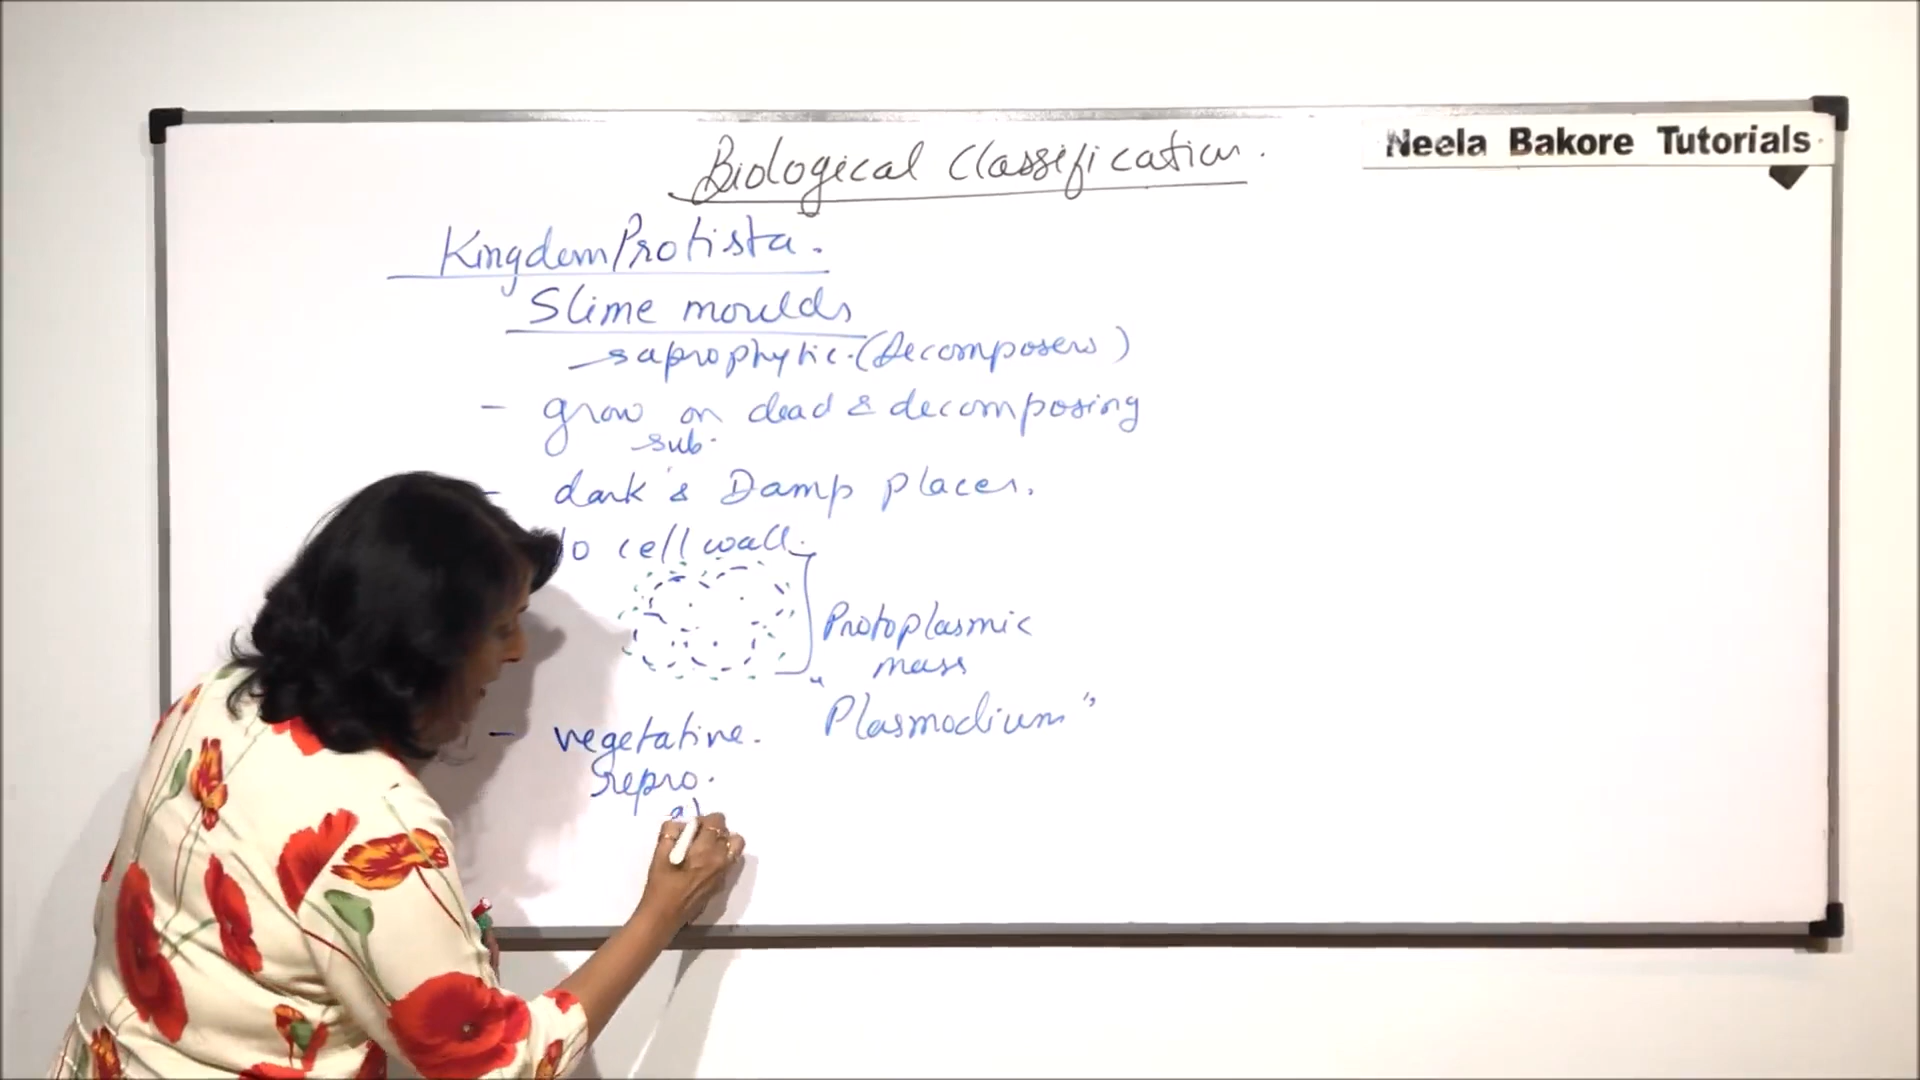 Biological Classification.
Neela Bakore Tutorials
Kingdom Protista.
Slime moulds
saprophytic. (Decomposers)
- grow on dead & decomposing
sub.
- dark & Damp places.
cell wall.
Protoplasmic
mass
"Plasmodium"
- vegetative.
repro.
a)